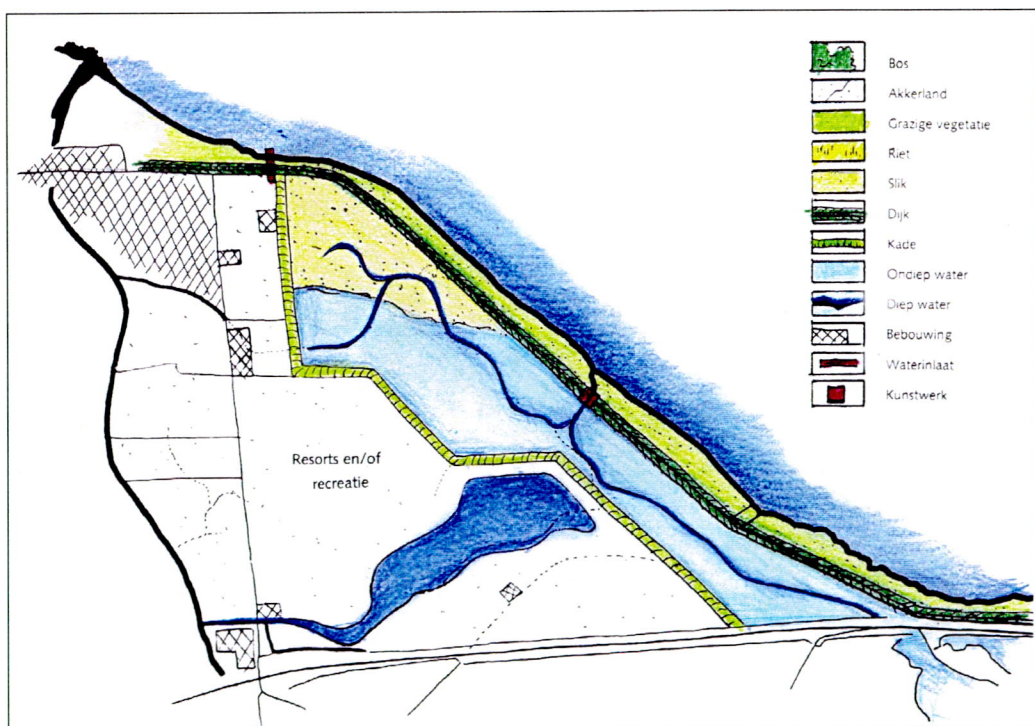 Bos
Akkerland
Grazige vegetatie
Riet
Slik
Dijk
Kade
Ondiep water
Diep water
Bebouwing
Waterinlaat
Kunstwerk
Resorts en/of
recreatie